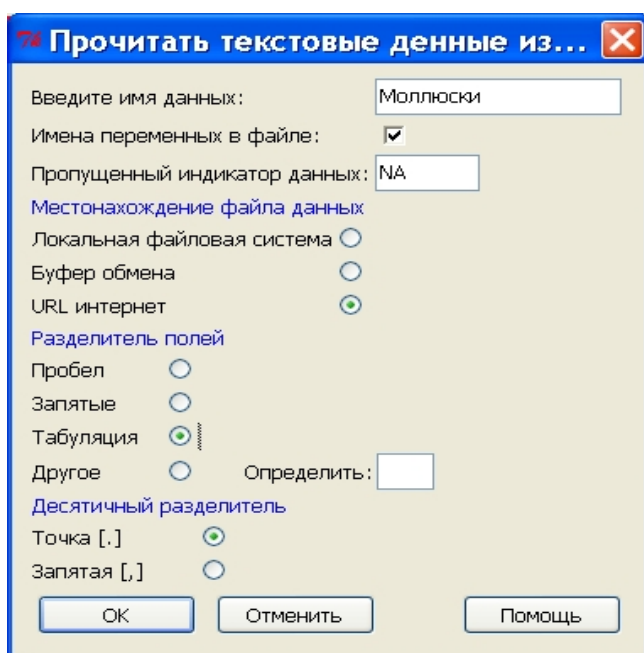 Прочитать текстовые денные из...
Введите имя данных: Моллюски
Имена переменных в файле:
Пропущенный индикатор данных: NA
Местонахождение файла данных
Локальная файловая система
Буфер обмена
URL интернет
Разделитель полей
Пробел
Запятые
Табуляция
Другое Определить:
Десятичный разделитель
Точка [.]
Запятая [,]
OK Отменить Помощь